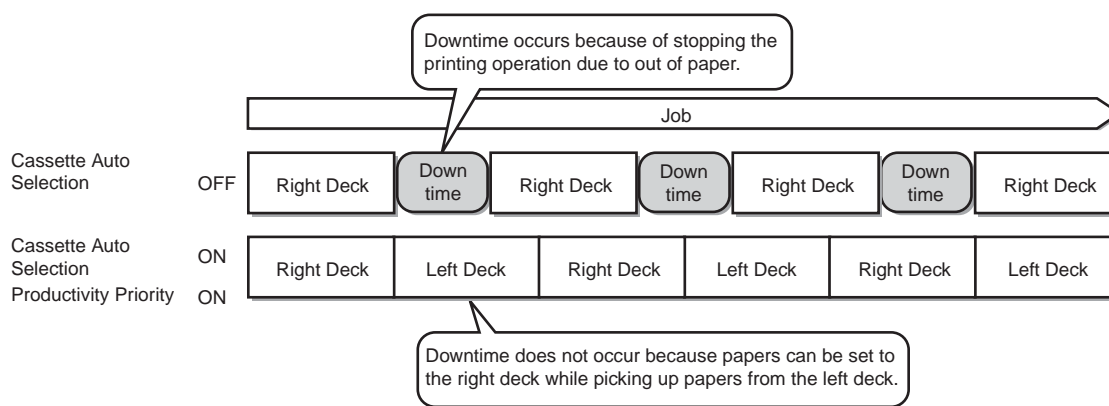 Downtime occurs because of stopping the
printing operation due to out of paper.
Job
Cassette Auto
Selection
OFF
Right Deck
Down
time
Right Deck
Down
time
Right Deck
Down
time
Right Deck
Cassette Auto
Selection
ON
Productivity Priority
ON
Right Deck
Left Deck
Right Deck
Left Deck
Right Deck
Left Deck
Downtime does not occur because papers can be set to
the right deck while picking up papers from the left deck.